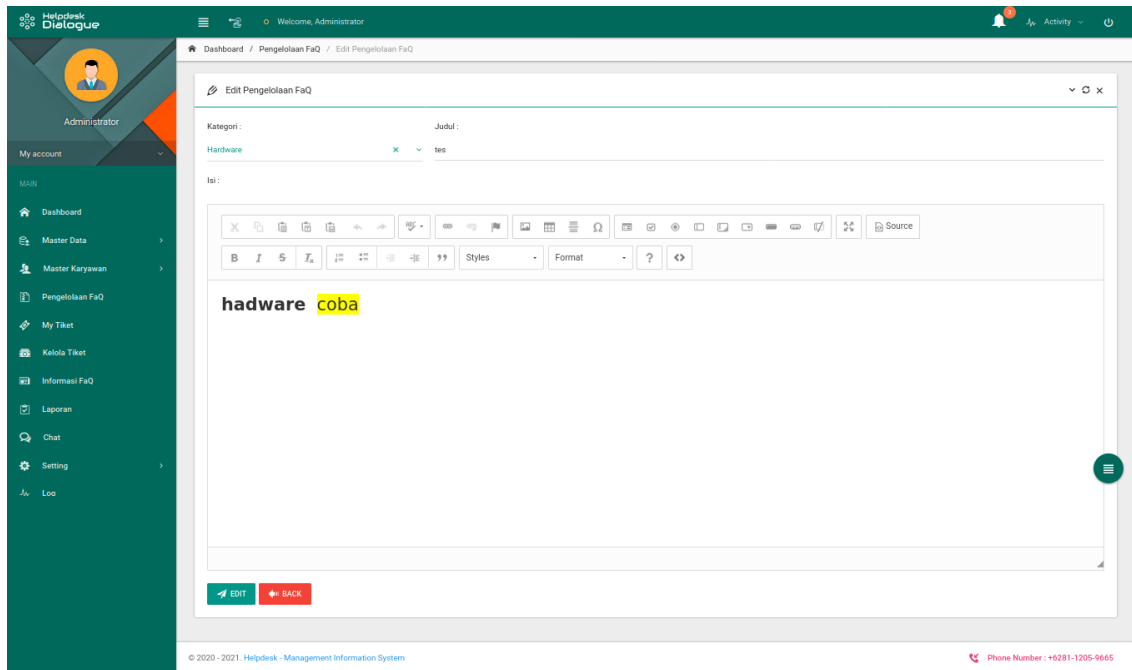 Helpdesk
Dialogue
Welcome, Administrator
3
Activity
Dashboard / Pengelolaan FaQ / Edit Pengelolaan FaQ
Administrator
My account
MAIN
Dashboard
Master Data
Master Karyawan
Pengelolaan FaQ
My Tiket
Kelola Tiket
Informasi FaQ
Laporan
Chat
Setting
Log
Edit Pengelolaan FaQ
Kategori :
Judul :
Hardware
tes
Isi :
Source
Styles
Format
hadware coba
EDIT
BACK
© 2020 - 2021. Helpdesk - Management Information System
Phone Number : +6281-1205-9665